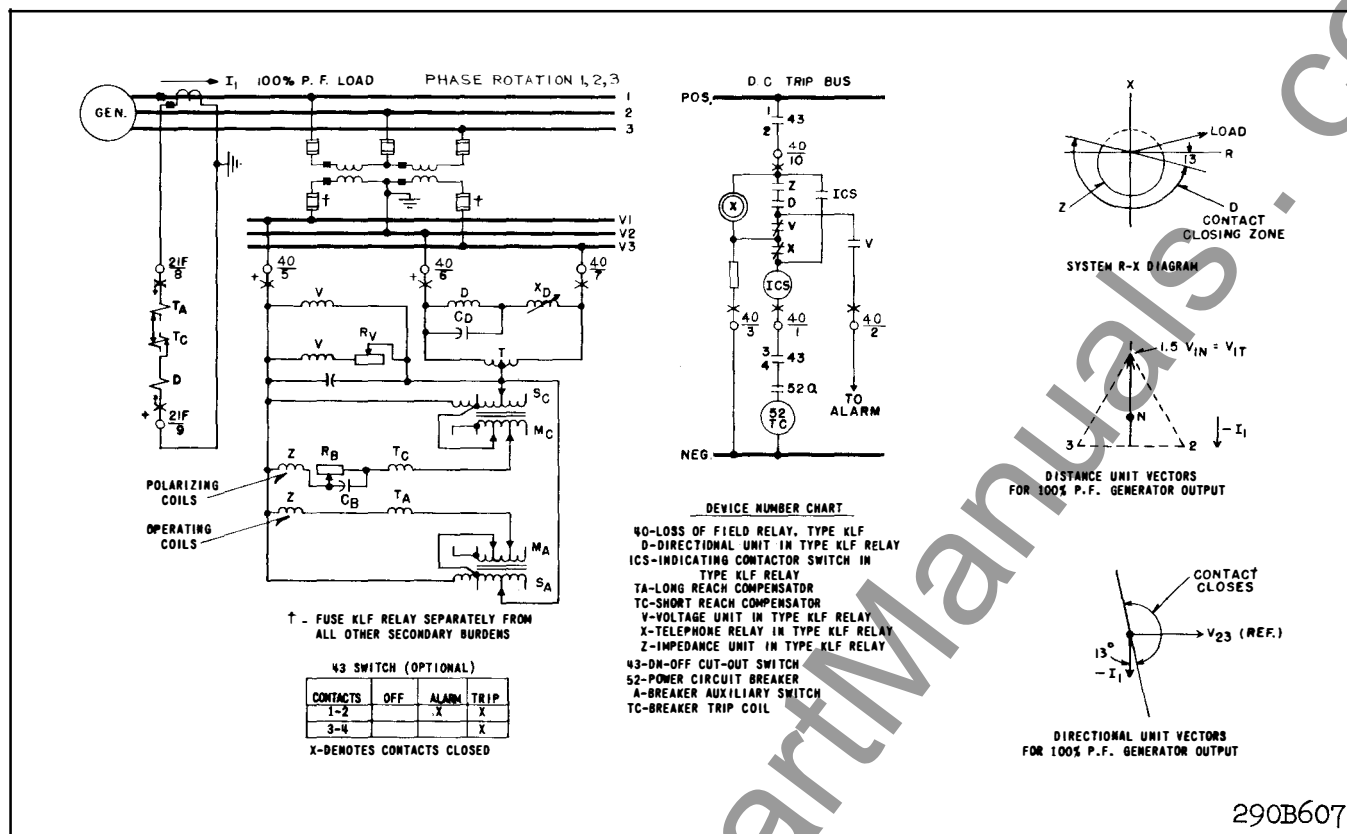 I1 100% P. F. LOAD PHASE ROTATION 1,2,3
GEN.
1
2
3
†
†
V1
V2
V3
21F
8
TA
TC
D
21F
9
40
5
40
6
40
7
V
D
XD
CD
V
RV
T
SC
MC
Z
RB
TC
CB
Z
TA
MA
SA
POLARIZING
COILS
OPERATING
COILS
† - FUSE KLF RELAY SEPARATELY FROM
ALL OTHER SECONDARY BURDENS
43 SWITCH (OPTIONAL)
CONTACTS OFF ALARM TRIP
1-2 X X
3-4 X
X-DENOTES CONTACTS CLOSED
D C TRIP BUS
POS.
1
2
43
40
10
Z
D
ICS
X
V
X
V
ICS
40
3
40
1
40
2
3
4
43
52a
52
TC
TO
ALARM
NEG.
DEVICE NUMBER CHART
40-LOSS OF FIELD RELAY, TYPE KLF
D-DIRECTIONAL UNIT IN TYPE KLF RELAY
ICS-INDICATING CONTACTOR SWITCH IN
TYPE KLF RELAY
TA-LONG REACH COMPENSATOR
TC-SHORT REACH COMPENSATOR
V-VOLTAGE UNIT IN TYPE KLF RELAY
X-TELEPHONE RELAY IN TYPE KLF RELAY
Z-IMPEDANCE UNIT IN TYPE KLF RELAY
43-ON-OFF CUT-OUT SWITCH
52-POWER CIRCUIT BREAKER
A-BREAKER AUXILIARY SWITCH
TC-BREAKER TRIP COIL
X
LOAD
R
13
Z
D
CONTACT
CLOSING ZONE
SYSTEM R-X DIAGRAM
1
1.5 V1N = V1T
N
-I1
3
2
DISTANCE UNIT VECTORS
FOR 100% P.F. GENERATOR OUTPUT
CONTACT
CLOSES
V23 (REF.)
13°
-I1
DIRECTIONAL UNIT VECTORS
FOR 100% P.F. GENERATOR OUTPUT
290B607
artManuals.co